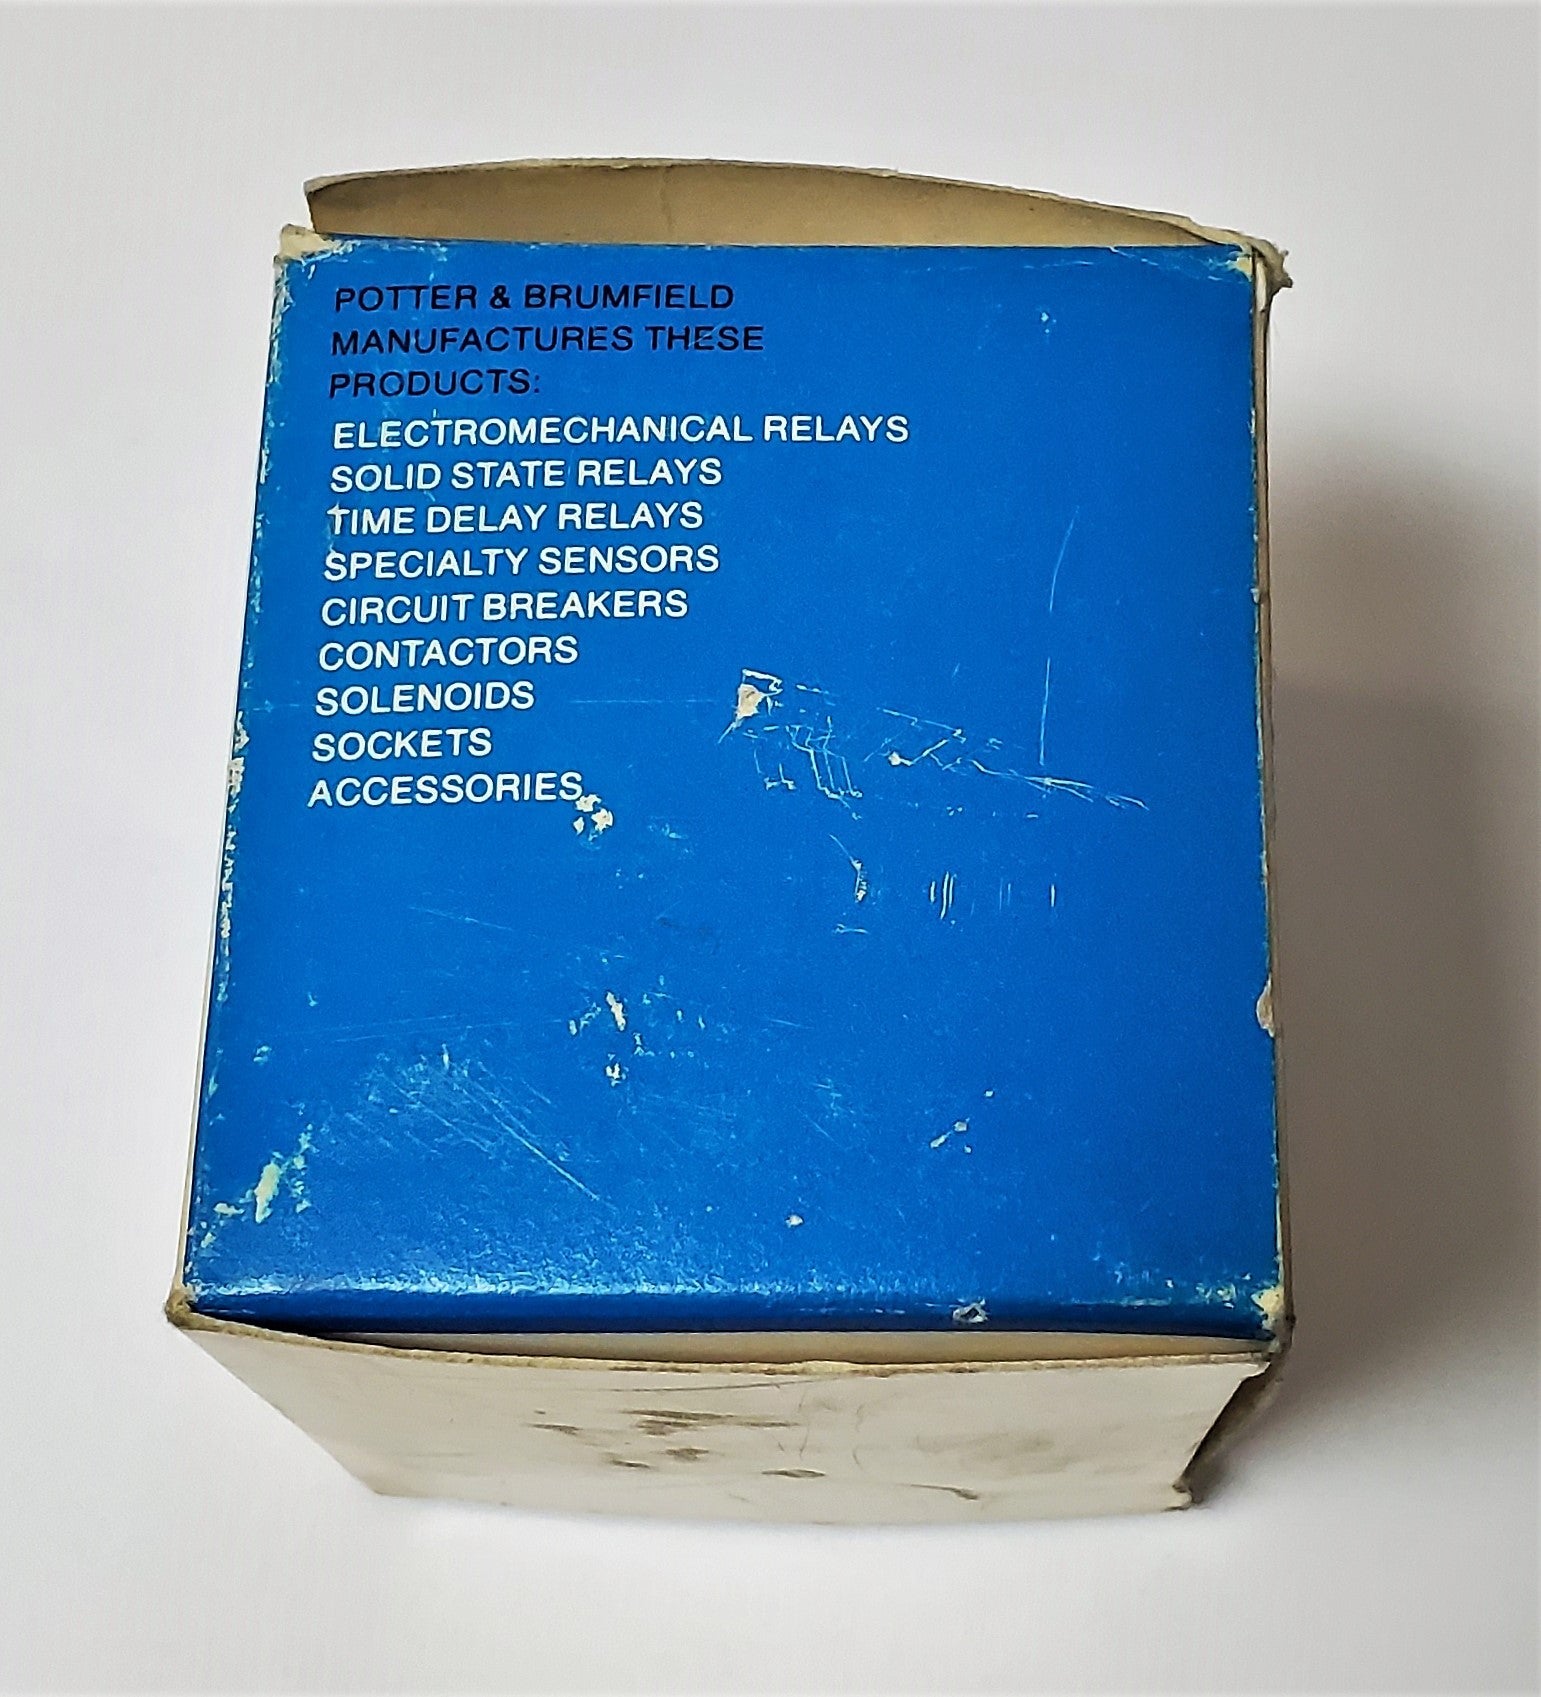 POTTER & BRUMFIELD
MANUFACTURES THESE
PRODUCTS:
ELECTROMECHANICAL RELAYS
SOLID STATE RELAYS
TIME DELAY RELAYS
SPECIALTY SENSORS
CIRCUIT BREAKERS
CONTACTORS
SOLENOIDS
SOCKETS
ACCESSORIES